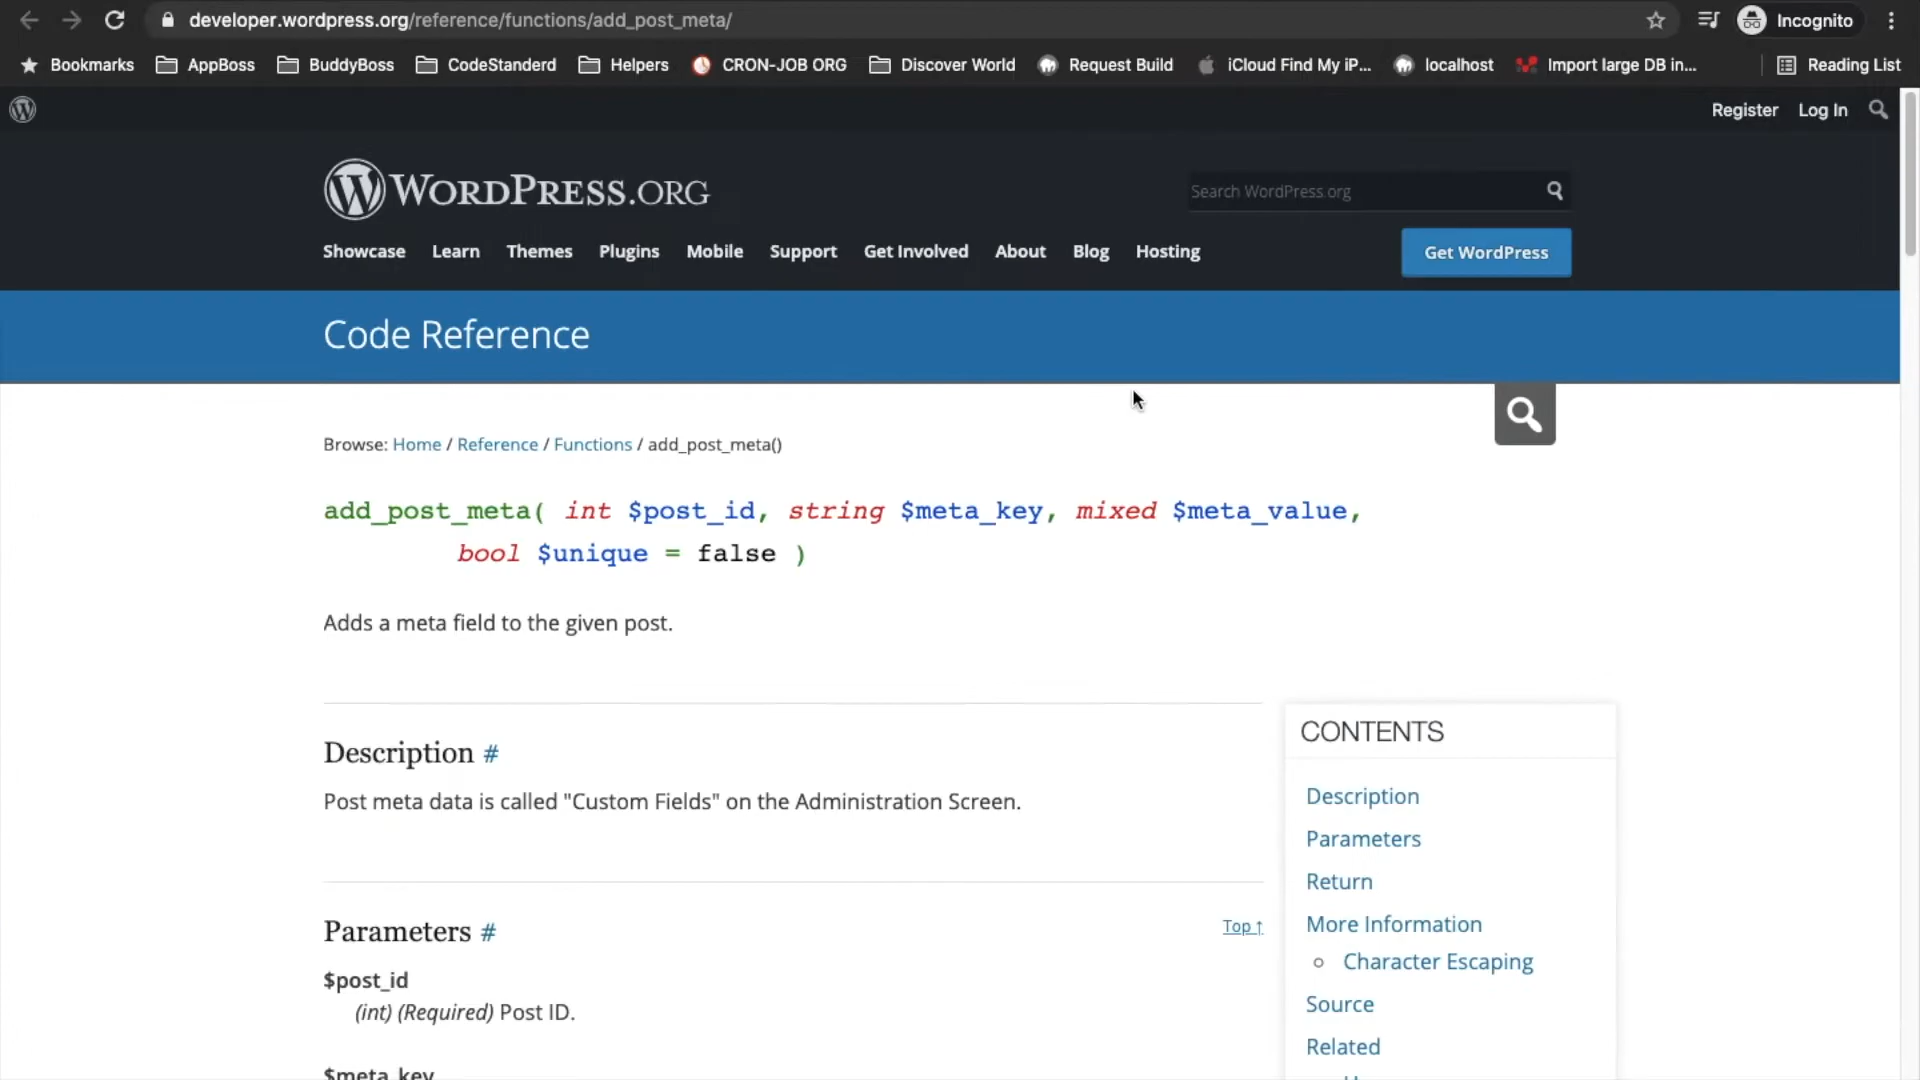 developer.wordpress.org/reference/functions/add_post_meta/
Incognito
Bookmarks AppBoss BuddyBoss CodeStanderd Helpers CRON-JOB ORG Discover World Request Build iCloud Find My iP... localhost Import large DB in... Reading List
Register Log In
WORDPRESS.ORG
Search WordPress.org
Showcase Learn Themes Plugins Mobile Support Get Involved About Blog Hosting
Get WordPress
Code Reference
Browse: Home / Reference / Functions / add_post_meta()
add_post_meta( int $post_id, string $meta_key, mixed $meta_value,
bool $unique = false )
Adds a meta field to the given post.
Description #
Post meta data is called "Custom Fields" on the Administration Screen.
Parameters #
Top ↑
$post_id
(int) (Required) Post ID.
$meta_key
CONTENTS
Description
Parameters
Return
More Information
Character Escaping
Source
Related